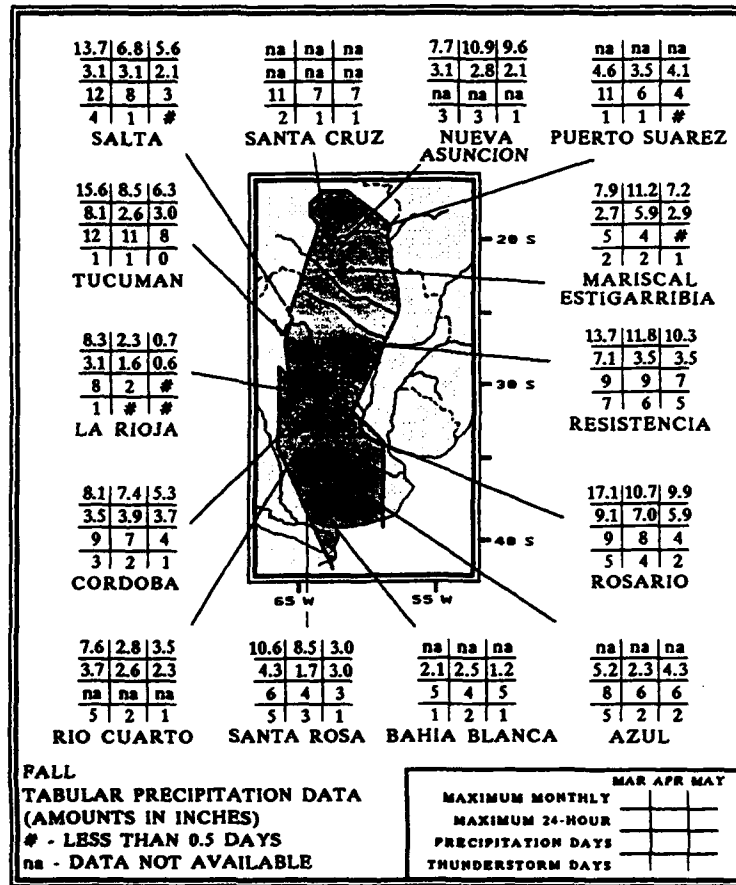 13.7 6.8 5.6
3.1 3.1 2.1
12 8 3
4 1 #
SALTA
na na na
na na na
11 7 7
2 1 1
SANTA CRUZ
7.7 10.9 9.6
3.1 2.8 2.1
na na na
3 3 1
NUEVA
ASUNCION
na na na
4.6 3.5 4.1
11 6 4
1 1 #
PUERTO SUAREZ
15.6 8.5 6.3
8.1 2.6 3.0
12 11 8
1 1 0
TUCUMAN
7.9 11.2 7.2
2.7 5.9 2.9
5 4 #
2 2 1
MARISCAL
ESTIGARRIBIA
8.3 2.3 0.7
3.1 1.6 0.6
8 2 #
1 # #
LA RIOJA
13.7 11.8 10.3
7.1 3.5 3.5
9 9 7
7 6 5
RESISTENCIA
8.1 7.4 5.3
3.5 3.9 3.7
9 7 4
3 2 1
CORDOBA
17.1 10.7 9.9
9.1 7.0 5.9
9 8 4
5 4 2
ROSARIO
20 S
30 S
40 S
65 W 55 W
7.6 2.8 3.5
3.7 2.6 2.3
na na na
5 2 1
RIO CUARTO
10.6 8.5 3.0
4.3 1.7 3.0
6 4 3
5 3 1
SANTA ROSA
na na na
2.1 2.5 1.2
5 4 5
1 2 1
BAHIA BLANCA
na na na
5.2 2.3 4.3
8 6 6
5 2 2
AZUL
FALL
TABULAR PRECIPITATION DATA
(AMOUNTS IN INCHES)
# - LESS THAN 0.5 DAYS
na - DATA NOT AVAILABLE
MAR APR MAY
MAXIMUM MONTHLY
MAXIMUM 24-HOUR
PRECIPITATION DAYS
THUNDERSTORM DAYS